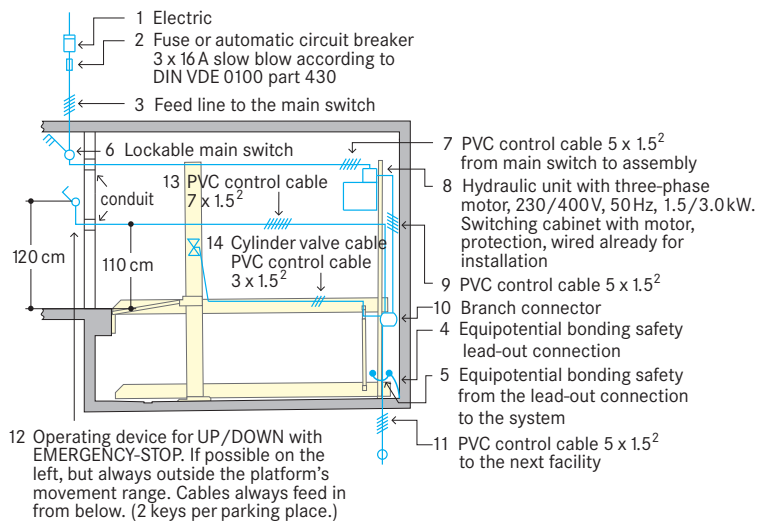 1 Electric
2 Fuse or automatic circuit breaker
3 x 16 A slow blow according to
DIN VDE 0100 part 430
3 Feed line to the main switch
6 Lockable main switch
conduit
13 PVC control cable
7 x 1.5²
14 Cylinder valve cable
PVC control cable
3 x 1.5²
120 cm
110 cm
7 PVC control cable 5 x 1.5²
from main switch to assembly
8 Hydraulic unit with three-phase
motor, 230/400 V, 50 Hz, 1.5/3.0 kW.
Switching cabinet with motor,
protection, wired already for
installation
9 PVC control cable 5 x 1.5²
10 Branch connector
4 Equipotential bonding safety
lead-out connection
5 Equipotential bonding safety
from the lead-out connection
to the system
11 PVC control cable 5 x 1.5²
to the next facility
12 Operating device for UP/DOWN with
EMERGENCY-STOP. If possible on the
left, but always outside the platform's
movement range. Cables always feed in
from below. (2 keys per parking place.)